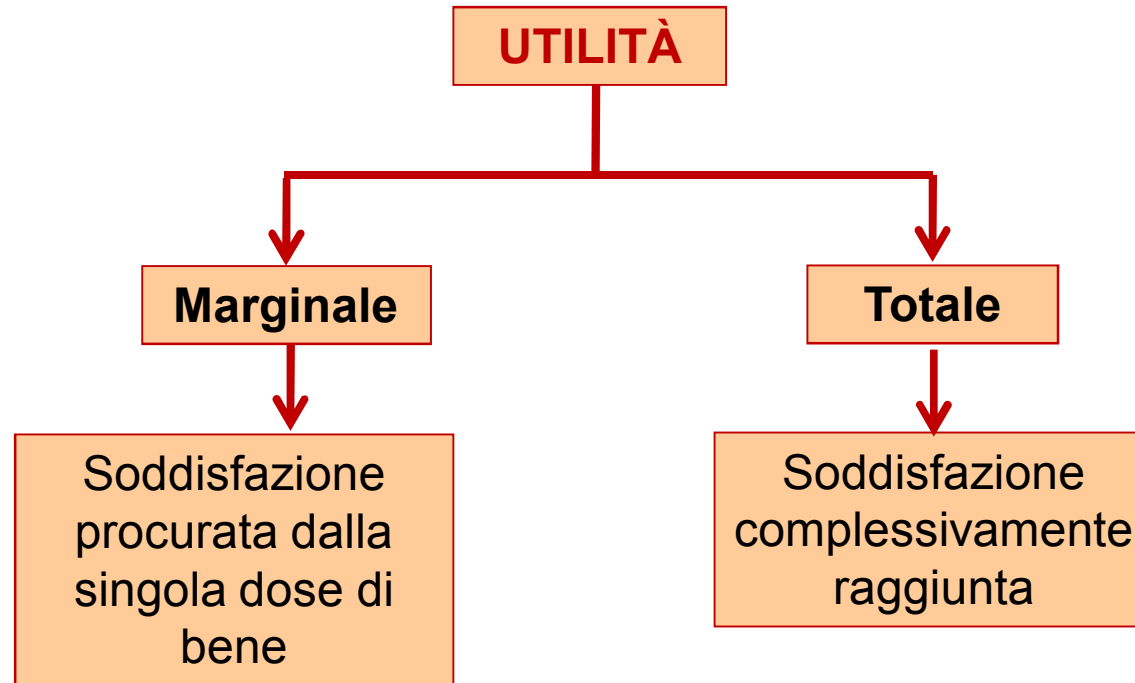 UTILITÀ
Marginale
Totale
Soddisfazione
procurata dalla
singola dose di
bene
Soddisfazione
complessivamente
raggiunta